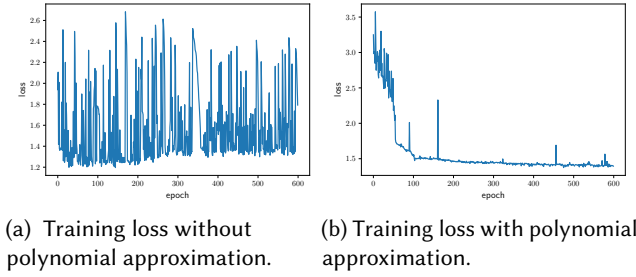 2.6
2.4
2.2
2.0
1.8
1.6
1.4
1.2
loss
0 100 200 300 400 500 600
epoch
3.5
3.0
2.5
2.0
1.5
loss
0 100 200 300 400 500 600
epoch
(a) Training loss without
polynomial approximation.
(b) Training loss with polynomial
approximation.